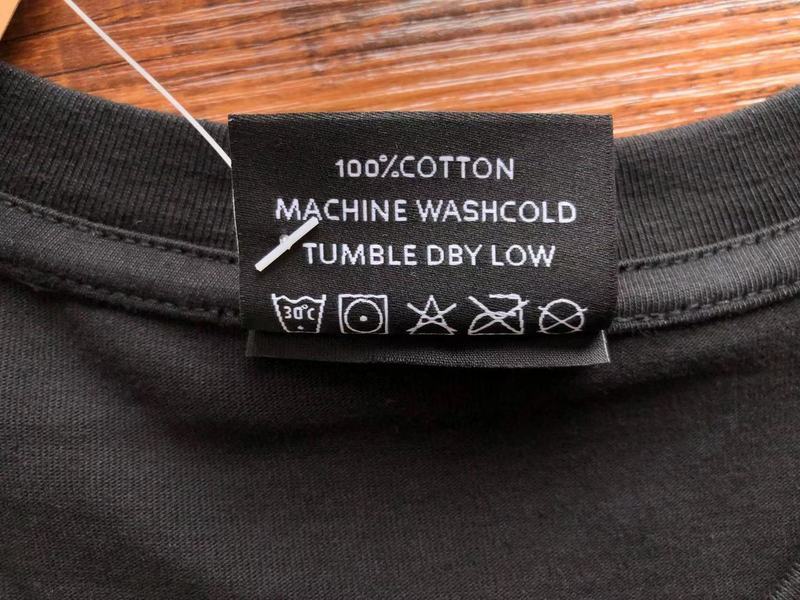 100%COTTON
MACHINE WASHCOLD
TUMBLE DBY LOW
30°C